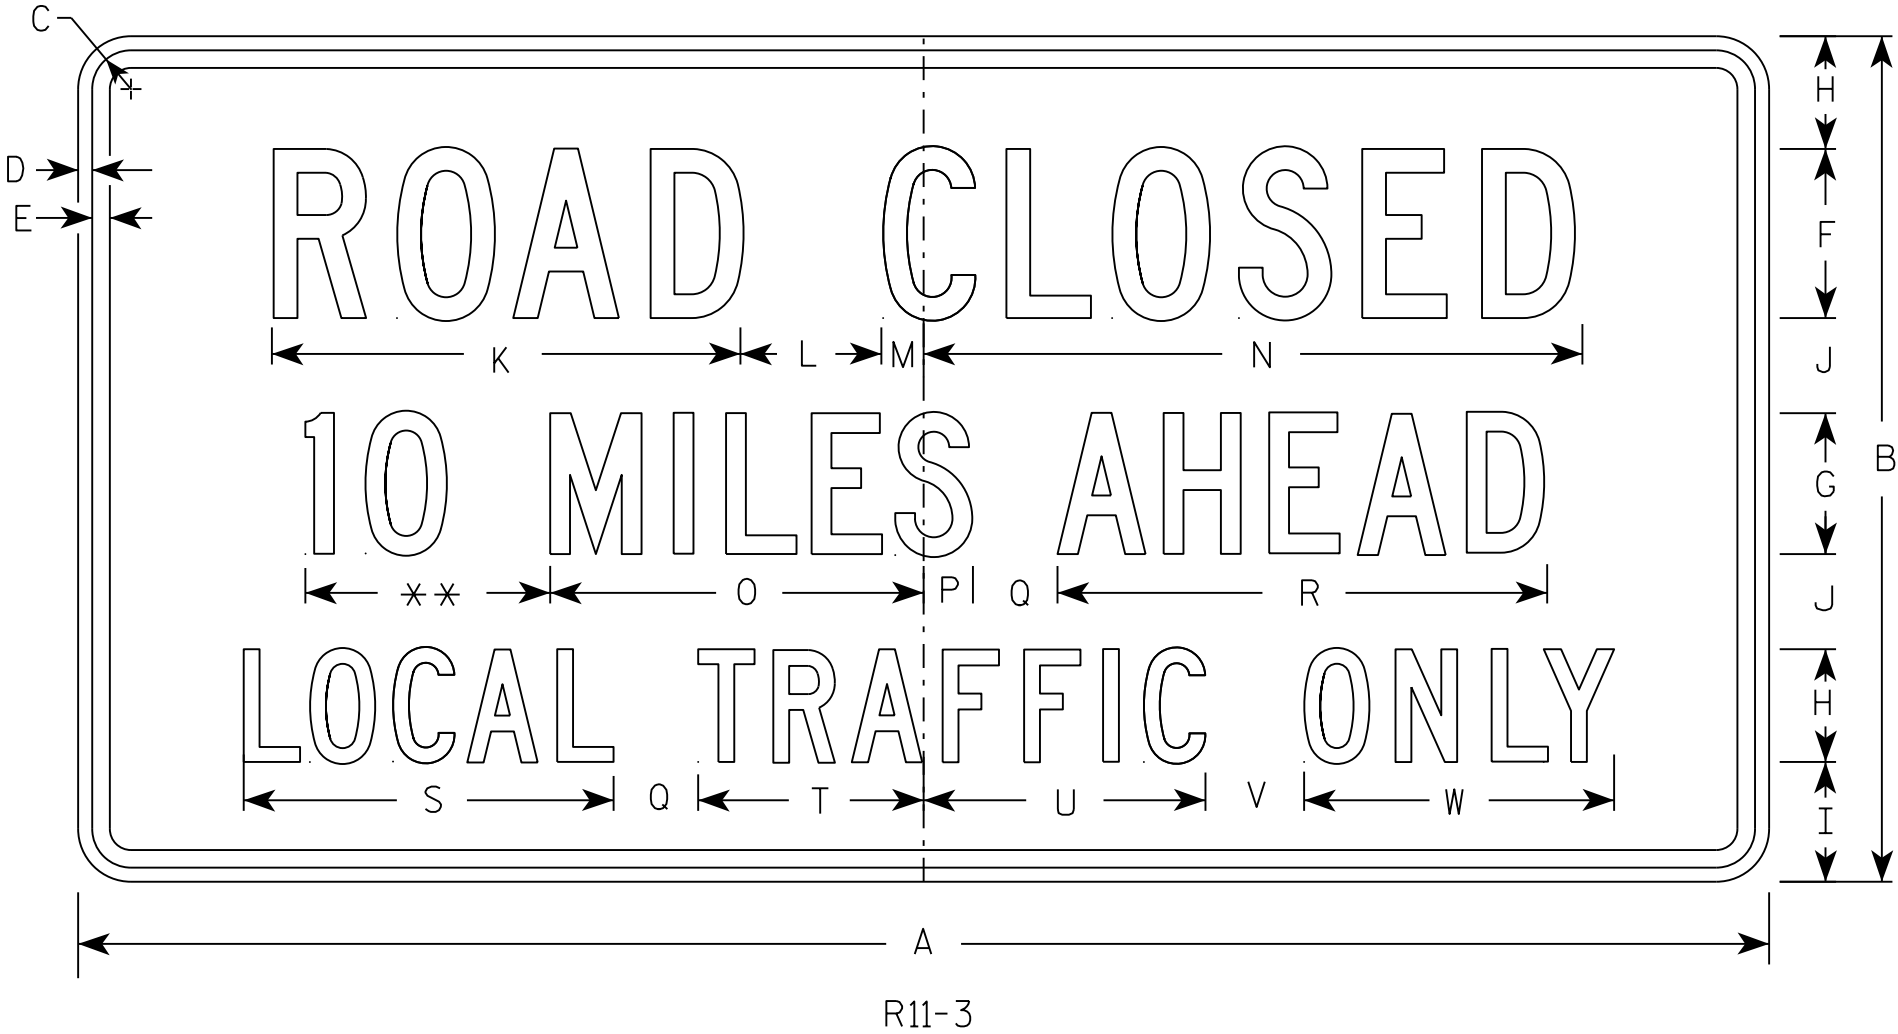 C
H
D
E
ROAD CLOSED
F
K L M N
J
10 MILES AHEAD
G
B
** O P Q R
J
LOCAL TRAFFIC ONLY
H
S Q T U V W
I
A
R11-3